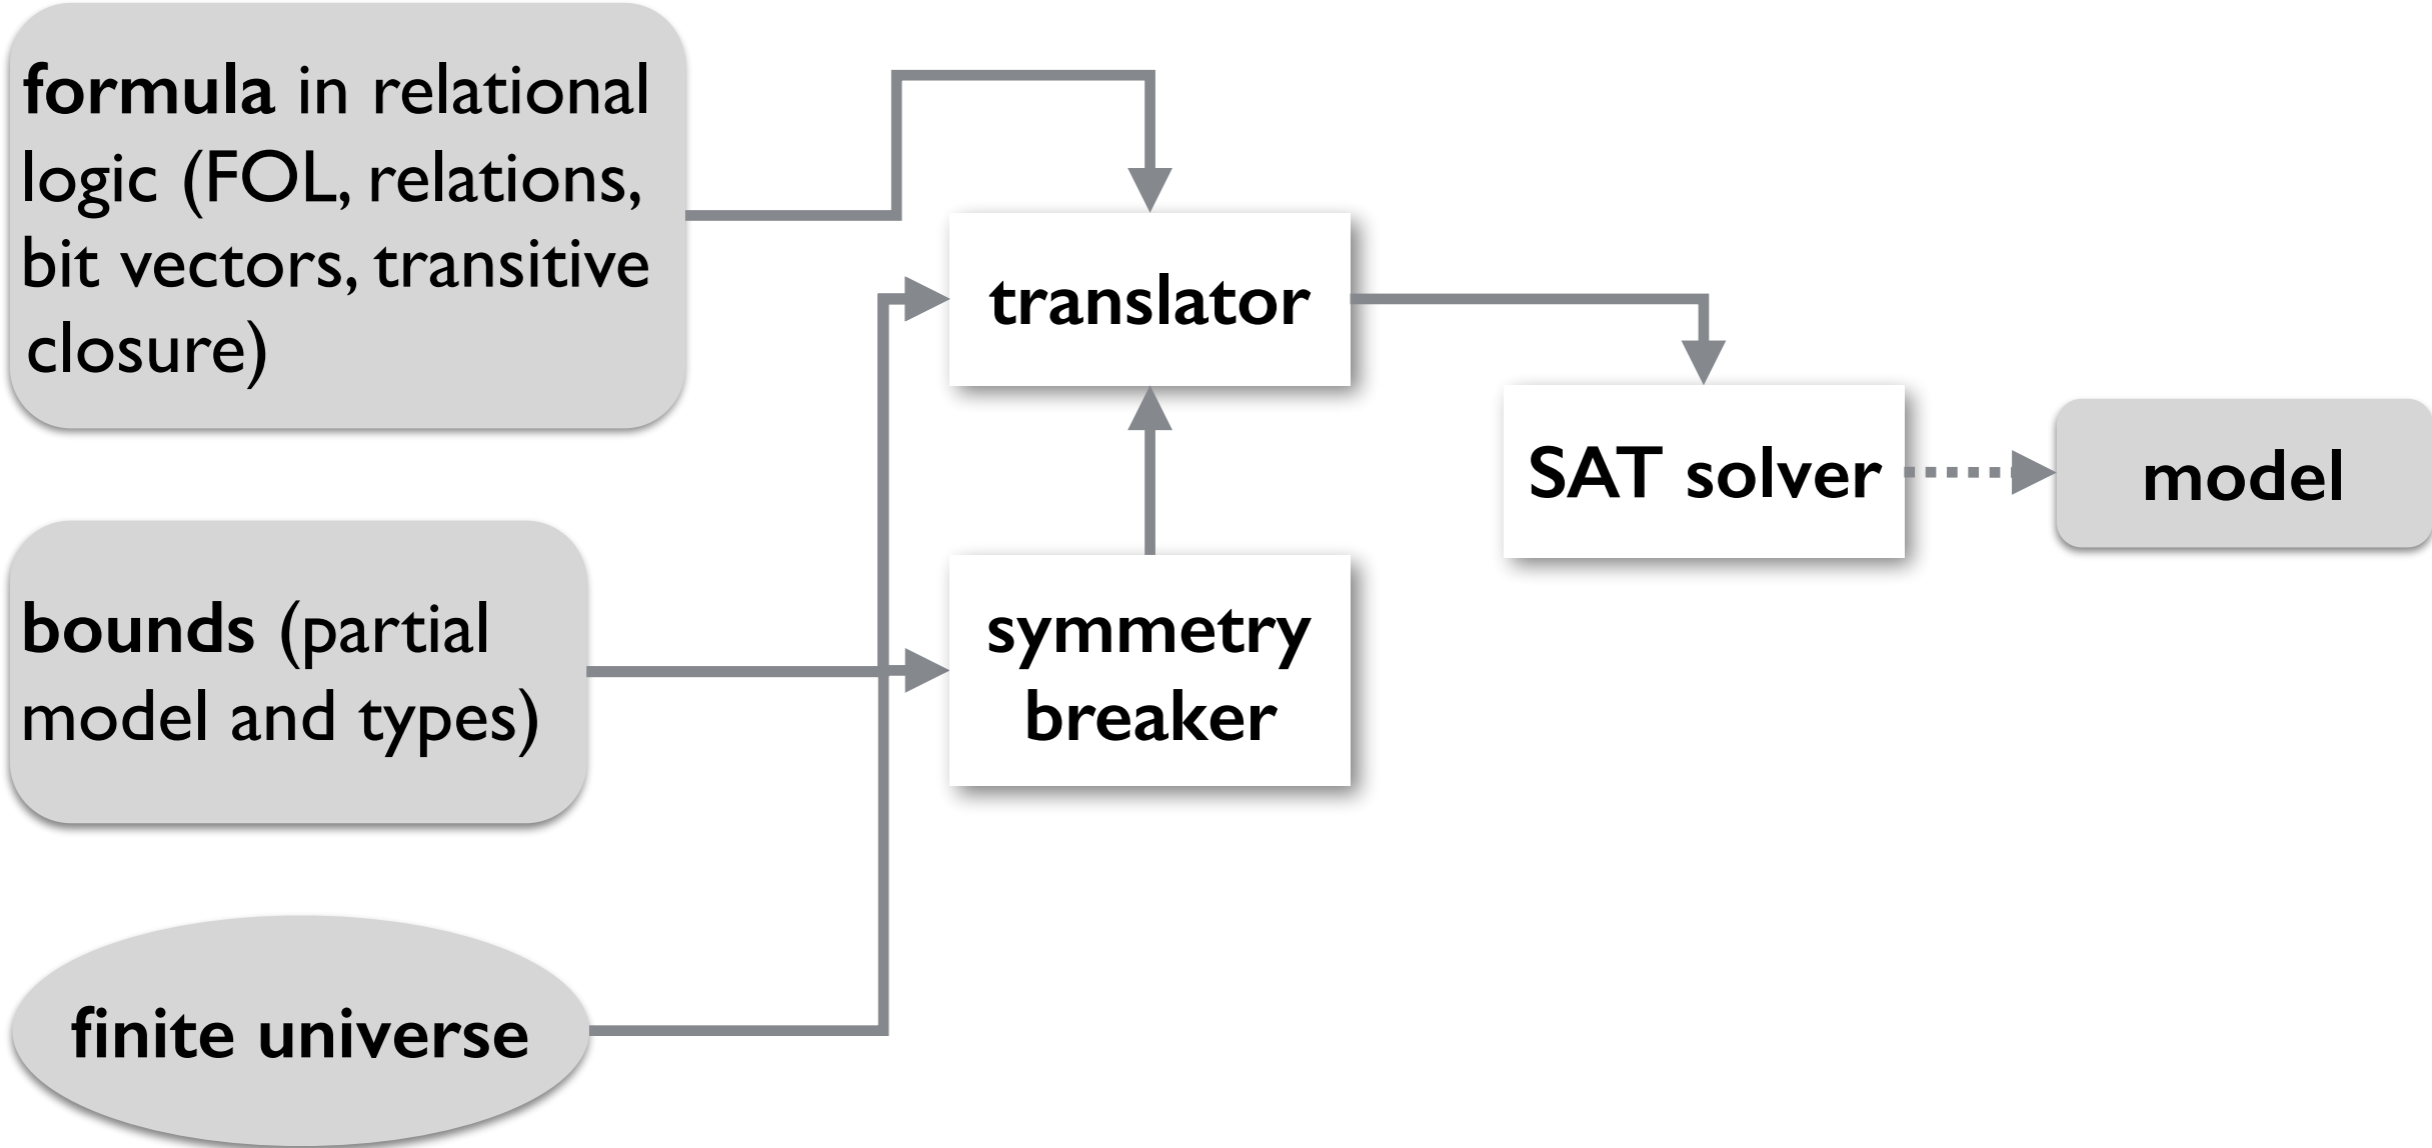 formula in relational
logic (FOL, relations,
bit vectors, transitive
closure)
translator
SAT solver
model
bounds (partial
model and types)
symmetry
breaker
finite universe